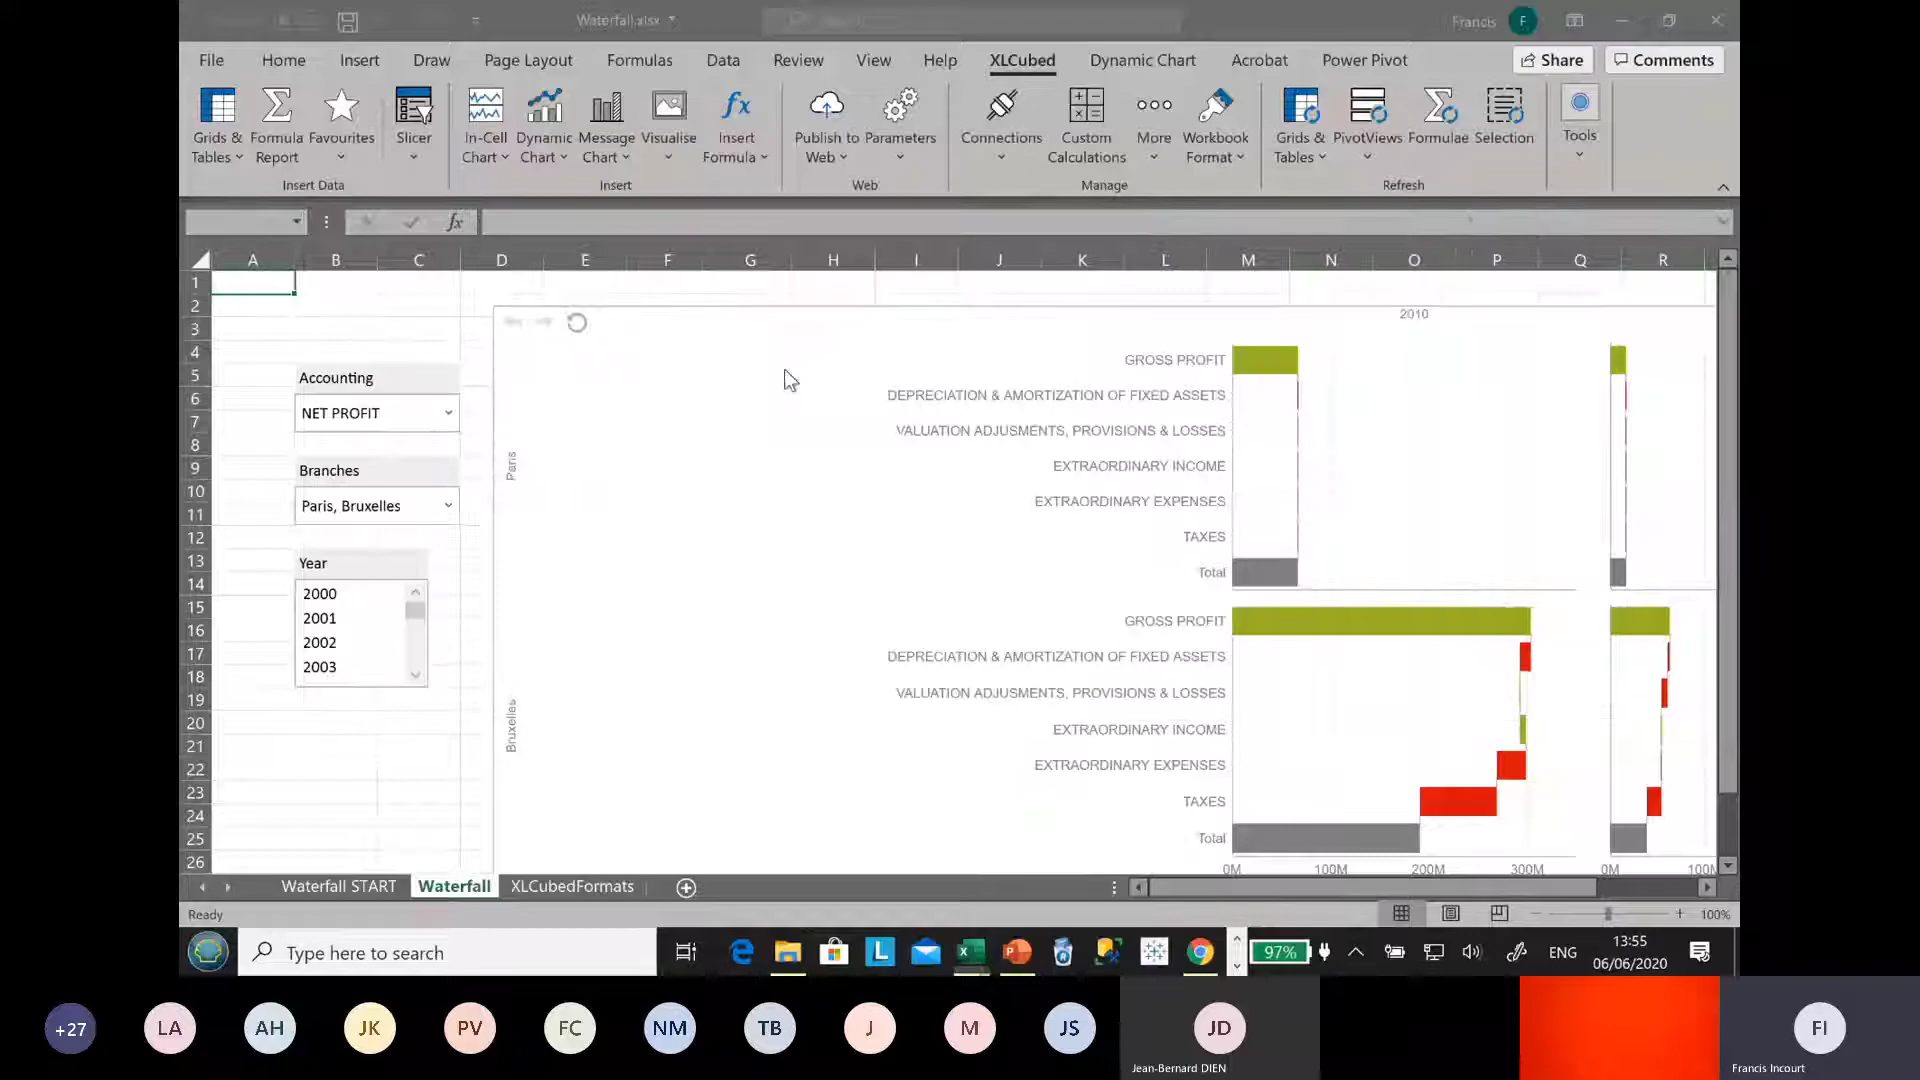 Waterfall.xlsx
Francis
F
File Home Insert Draw Page Layout Formulas Data Review View Help XLCubed Dynamic Chart Acrobat Power Pivot Share Comments
Grids & Tables Formula Report Favourites Slicer In-Cell Chart Dynamic Chart Message Chart Visualise Insert Formula Publish to Web Parameters Connections Custom Calculations More Workbook Format Grids & Tables PivotViews Formulae Selection Tools
Insert Data Insert Web Manage Refresh
fx
A B C D E F G H I J K L M N O P Q R
1
2
3
4
5
6
7
8
9
10
11
12
13
14
15
16
17
18
19
20
21
22
23
24
25
26
Accounting
NET PROFIT
Branches
Paris, Bruxelles
Year
2000
2001
2002
2003
2010
Paris
GROSS PROFIT
DEPRECIATION & AMORTIZATION OF FIXED ASSETS
VALUATION ADJUSMENTS, PROVISIONS & LOSSES
EXTRAORDINARY INCOME
EXTRAORDINARY EXPENSES
TAXES
Total
Bruxelles
GROSS PROFIT
DEPRECIATION & AMORTIZATION OF FIXED ASSETS
VALUATION ADJUSMENTS, PROVISIONS & LOSSES
EXTRAORDINARY INCOME
EXTRAORDINARY EXPENSES
TAXES
Total
0M 100M 200M 300M 0M 100M
Waterfall START Waterfall XLCubedFormats
Ready
100%
Type here to search
97%
ENG
13:55
06/06/2020
+27 LA AH JK PV FC NM TB J M JS JD FI
Jean-Bernard DIEN
Francis Incourt